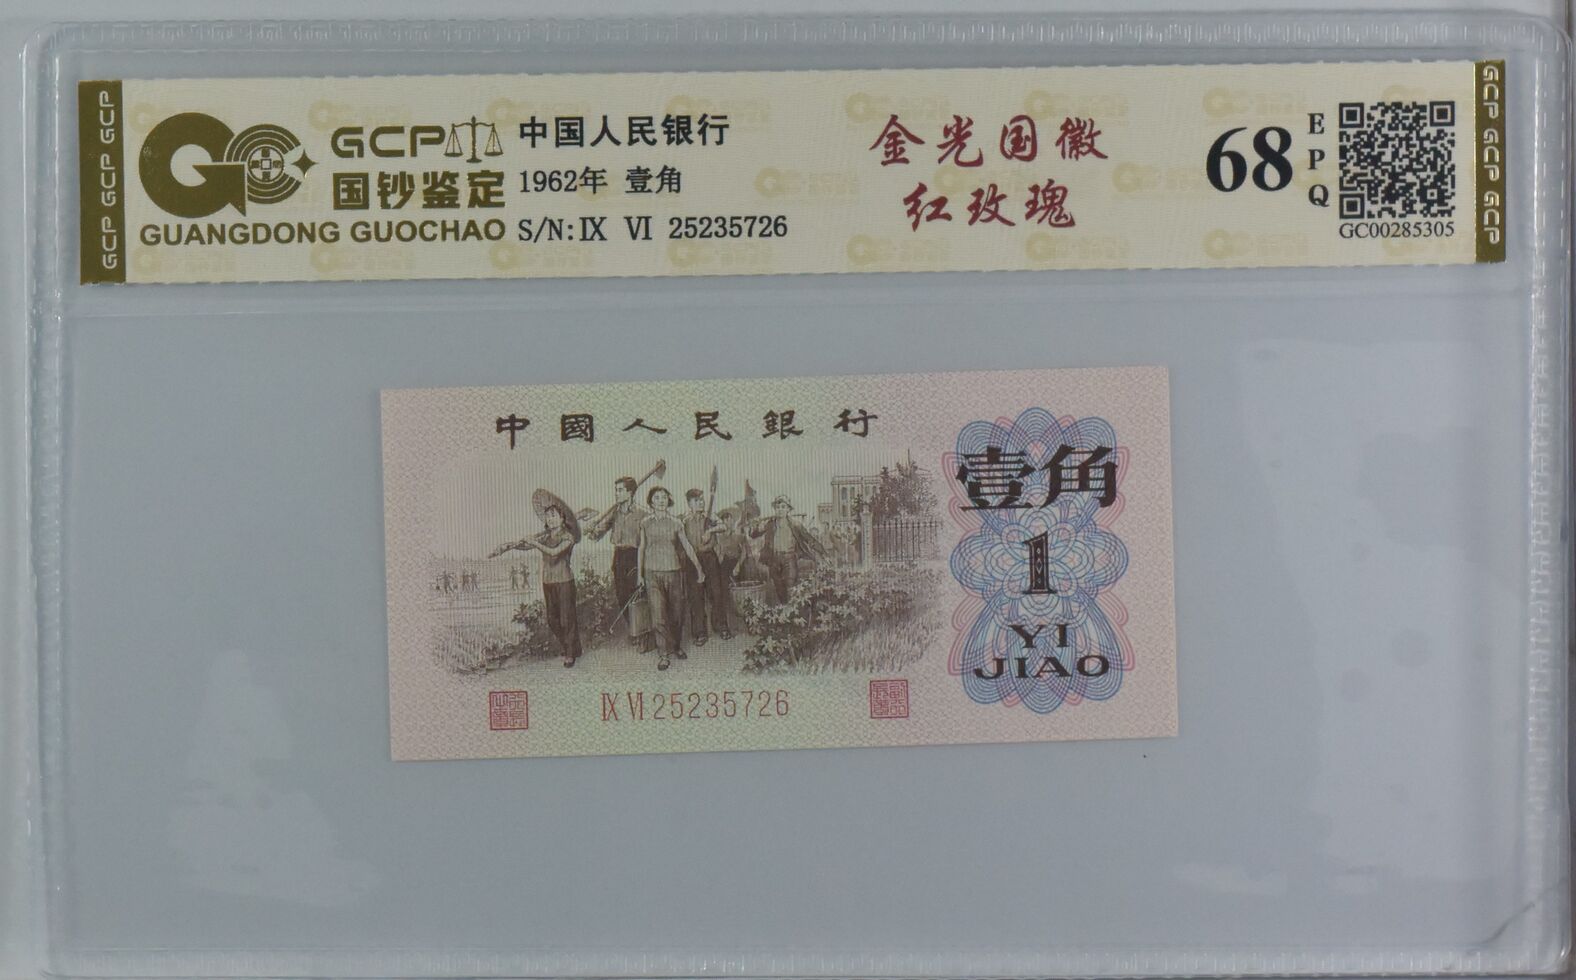 GCP GCP GCP
GCP
国钞鉴定
GUANGDONG GUOCHAO
中国人民银行
1962年 壹角
S/N:IX VI 25235726
金光国徽
红玫瑰
68
EPQ
GC00285305
GCP GCP GCP
中國人民銀行
壹角
1
YI
JIAO
IX VI 25235726